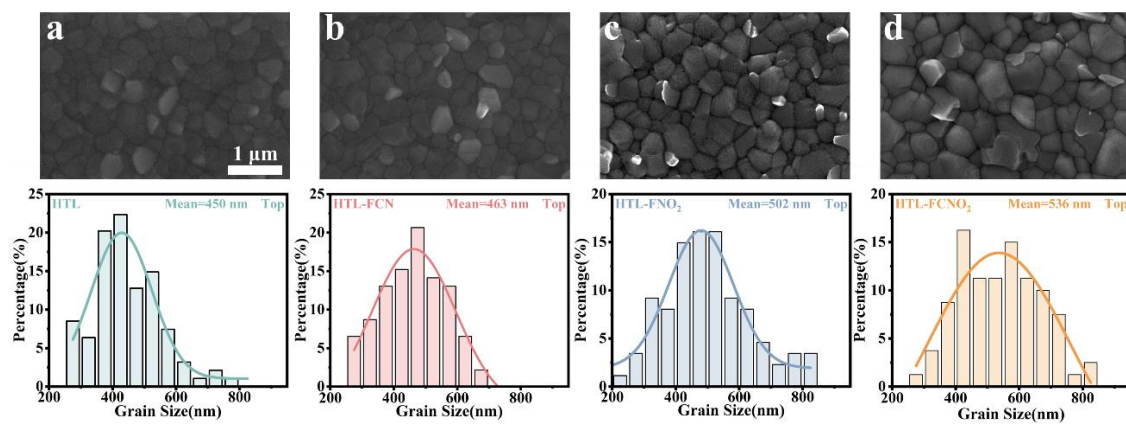 a
b
c
d
1 μm
HTL Mean=450 nm Top
25
20
15
10
5
0
Percentage(%)
200 400 600 800
Grain Size(nm)
HTL-FCN Mean=463 nm Top
25
20
15
10
5
0
Percentage(%)
200 400 600 800
Grain Size(nm)
HTL-FNO₂ Mean=502 nm Top
20
15
10
5
0
Percentage(%)
200 400 600 800
Grain Size(nm)
HTL-FCNO₂ Mean=536 nm Top
20
15
10
5
0
Percentage(%)
200 400 600 800
Grain Size(nm)